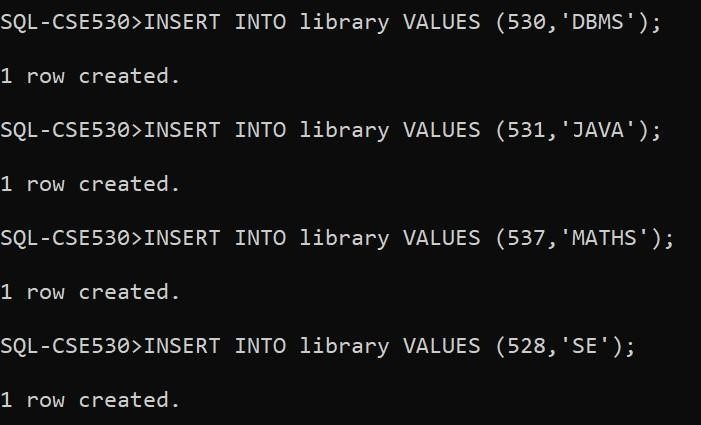 SQL-CSE530>INSERT INTO library VALUES (530,'DBMS');
1 row created.
SQL-CSE530>INSERT INTO library VALUES (531,'JAVA');
1 row created.
SQL-CSE530>INSERT INTO library VALUES (537,'MATHS');
1 row created.
SQL-CSE530>INSERT INTO library VALUES (528,'SE');
1 row created.